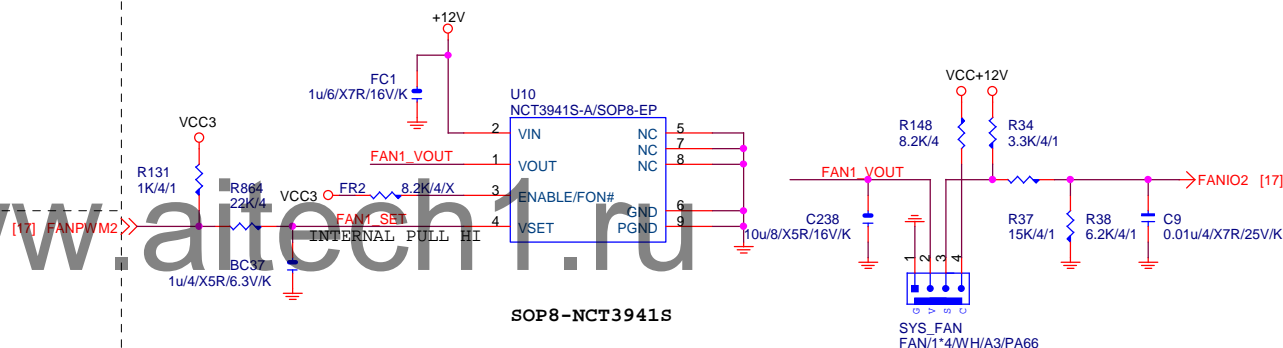 +12V
FC1
1u/6/X7R/16V/K
U10
NCT3941S-A/SOP8-EP
2 VIN
1 VOUT
3 ENABLE/FON#
4 VSET
NC 5
NC 7
NC 8
GND 6
PGND 9
FAN1_VOUT
VCC3
R131
1K/4/1
R864
22K/4
VCC3
FR2
8.2K/4/X
FAN1_SET
INTERNAL PULL HI
[17] FANPWM2
BC37
1u/4/X5R/6.3V/K
w.aitech1.ru
SOP8-NCT3941S
VCC
+12V
R148
8.2K/4
R34
3.3K/4/1
FAN1_VOUT
FANIO2 [17]
C238
10u/8/X5R/16V/K
R37
15K/4/1
R38
6.2K/4/1
C9
0.01u/4/X7R/25V/K
1 2 3 4
G V S C
SYS_FAN
FAN/1*4/WH/A3/PA66